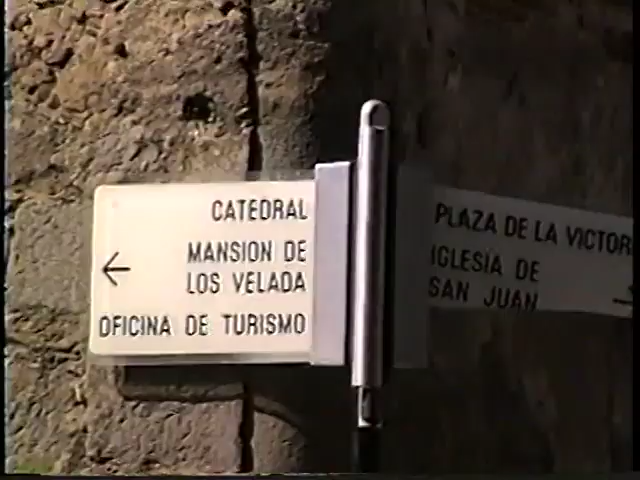 CATEDRAL
MANSION DE
LOS VELADA
OFICINA DE TURISMO
PLAZA DE LA VICTOR
IGLESIA DE
SAN JUAN